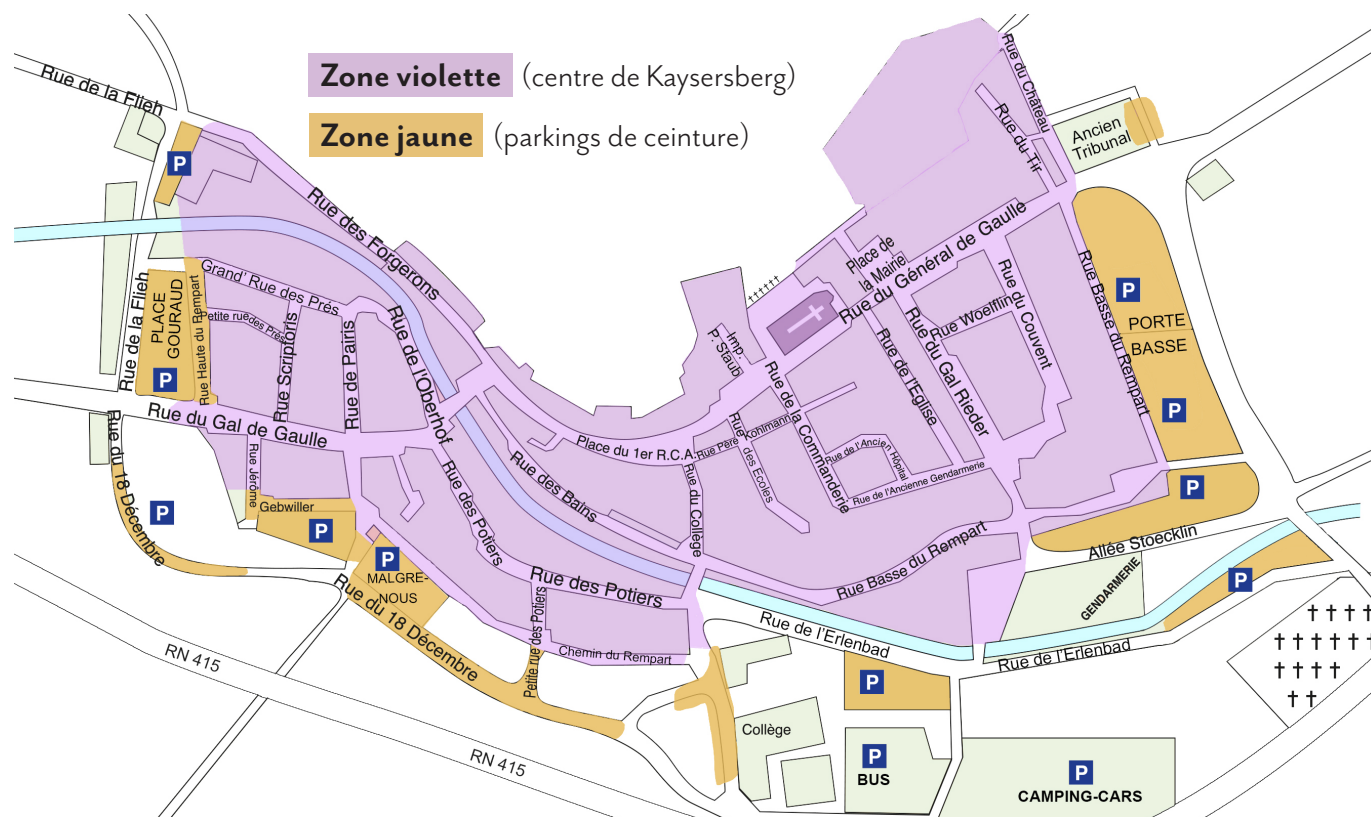 Zone violette (centre de Kaysersberg)
Zone jaune (parkings de ceinture)
Rue de la Flieh
P
Rue des Forgerons
Rue du Château
Rue du Tir
Ancien
Tribunal
Place de
la Mairie
Rue du Général de Gaulle
Rue de la Flieh
PLACE
GOURAUD
P
Rue Haute du Rempart
Grand' Rue des Prés
Petite rue des Prés
Rue Scriptoris
Rue de Pairis
Rue de l'Oberhof
Rue du Gal de Gaulle
Imp.
P. Staub
Rue de l'Eglise
Rue du Gal Rieder
Rue Woelfflin
Rue du Couvent
Rue Basse du Rempart
P
PORTE
BASSE
P
P
Place du 1er R.C.A.
Rue Père Kohlmann
Rue des Ecoles
Rue de la Commanderie
Rue de l'Ancien Hôpital
Rue de l'Ancienne Gendarmerie
Rue du Collège
Rue des Bains
Rue des Potiers
Rue Jérôme
Gebwiller
P
Rue du 18 Décembre
P
P
MALGRE-
NOUS
Rue du 18 Décembre
Rue des Potiers
Petite rue des Potiers
Chemin du Rempart
Rue Basse du Rempart
Allée Stoecklin
GENDARMERIE
P
Rue de l'Erlenbad
Rue de l'Erlenbad
P
Collège
P
BUS
P
CAMPING-CARS
RN 415
RN 415